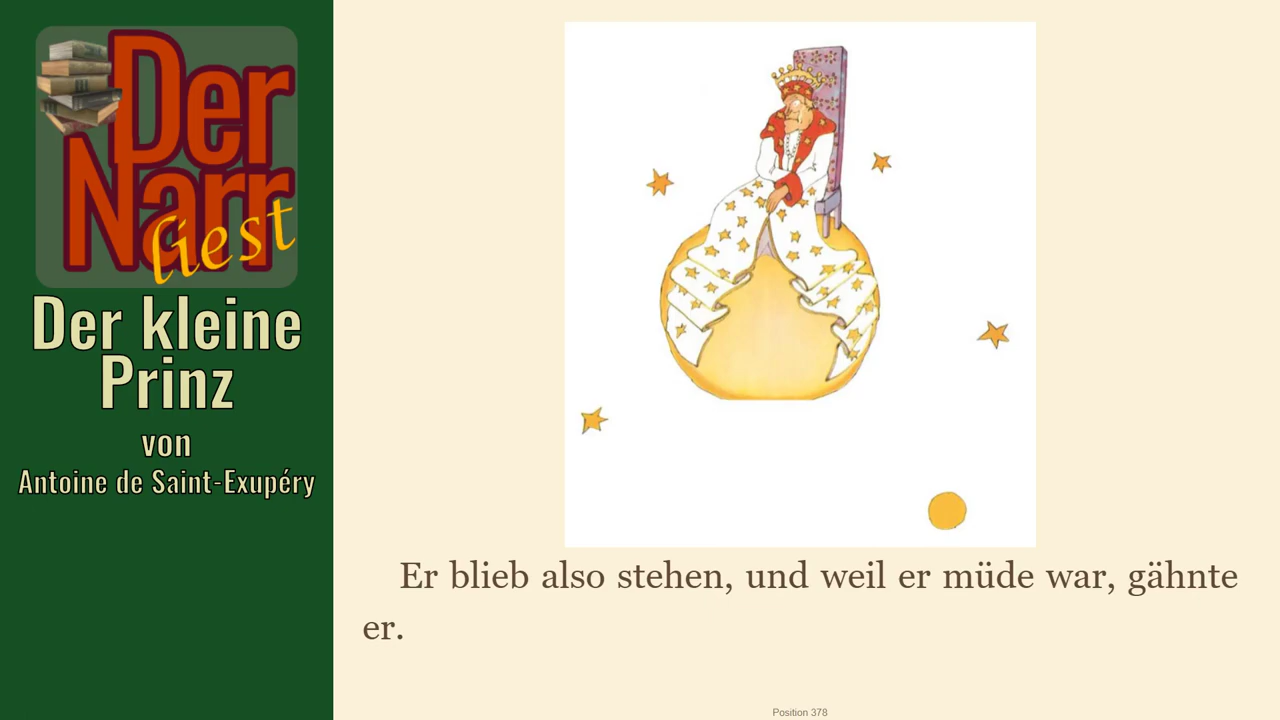 Der
Narr
liest
Der kleine
Prinz
von
Antoine de Saint-Exupéry
Er blieb also stehen, und weil er müde war, gähnte
er.
Position 378